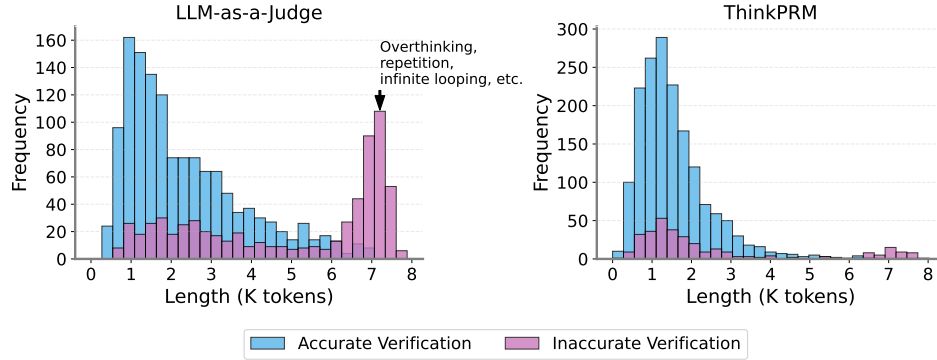 LLM-as-a-Judge
Overthinking,
repetition,
infinite looping, etc.
Frequency
160
140
120
100
80
60
40
20
0
0 1 2 3 4 5 6 7 8
Length (K tokens)
ThinkPRM
Frequency
300
250
200
150
100
50
0
0 1 2 3 4 5 6 7 8
Length (K tokens)
Accurate Verification
Inaccurate Verification